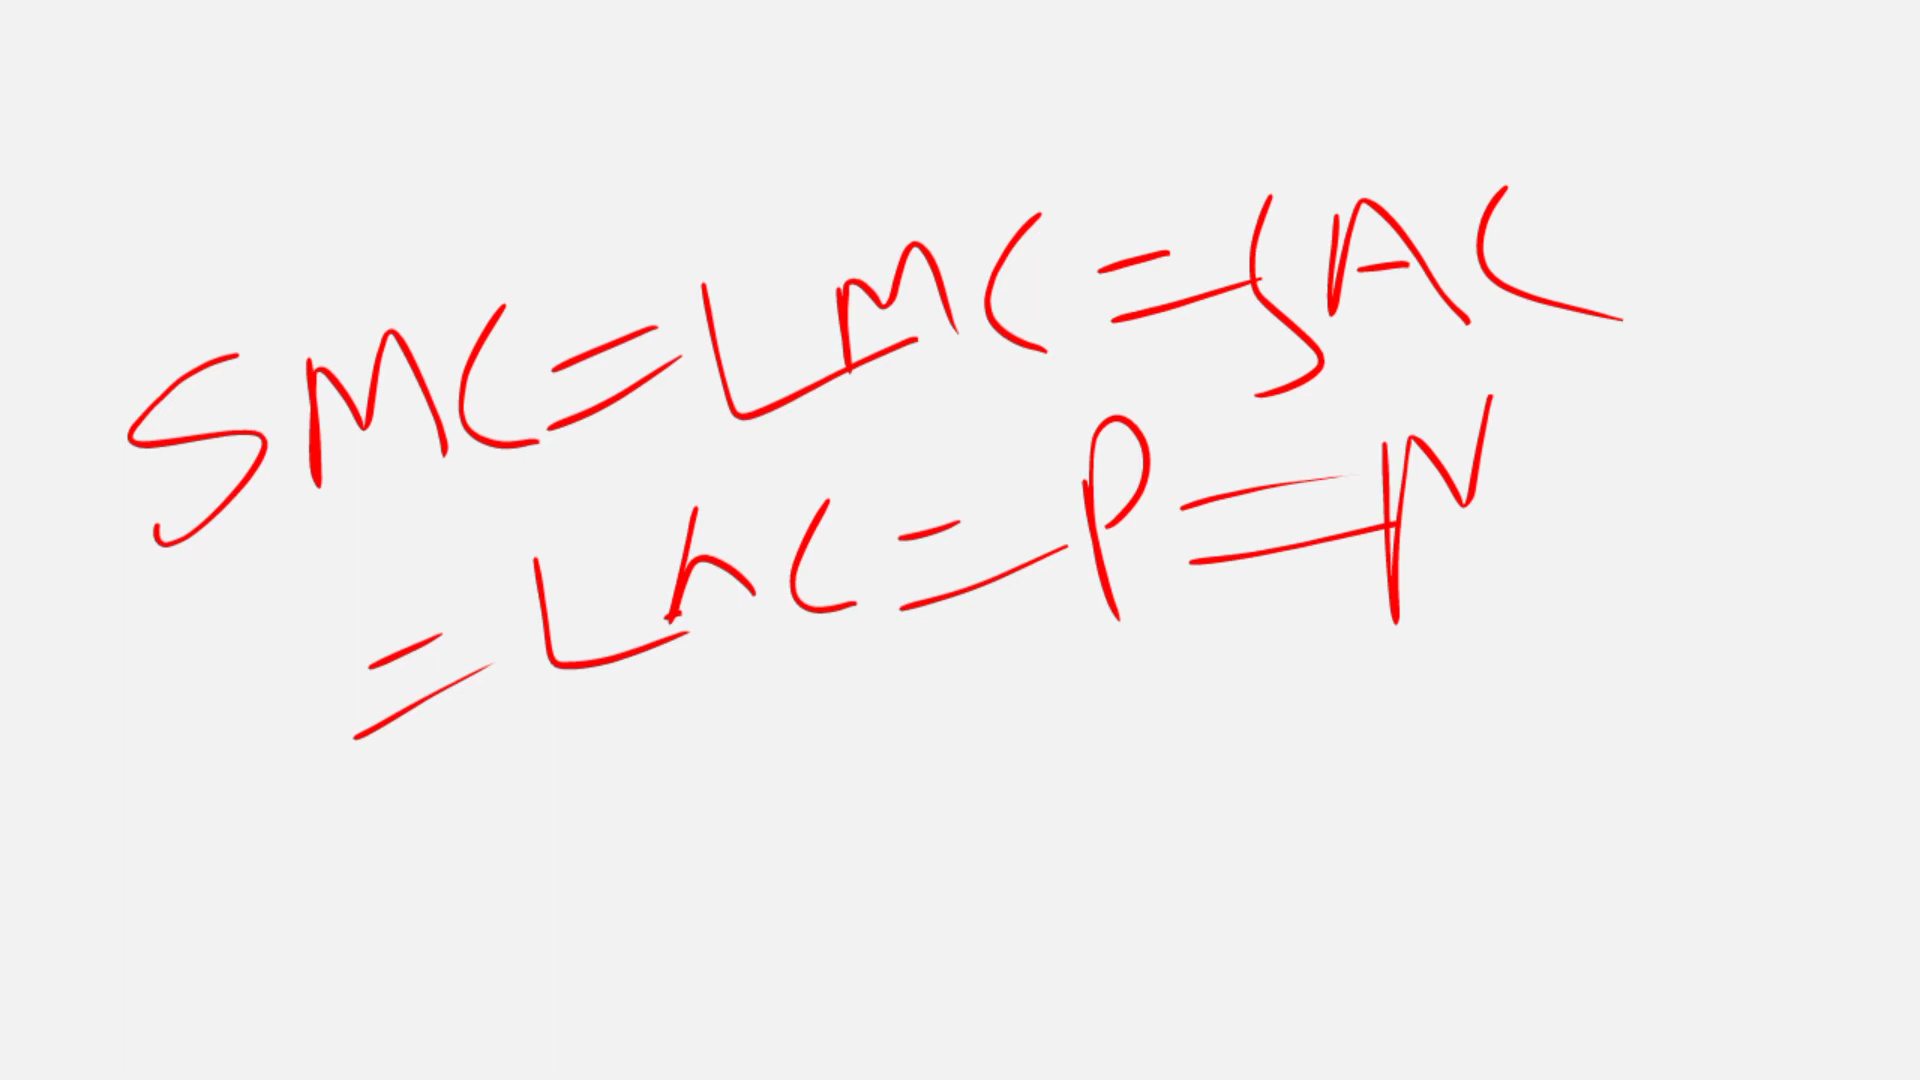 SMC = LMC = SAC
= LAC = P = M